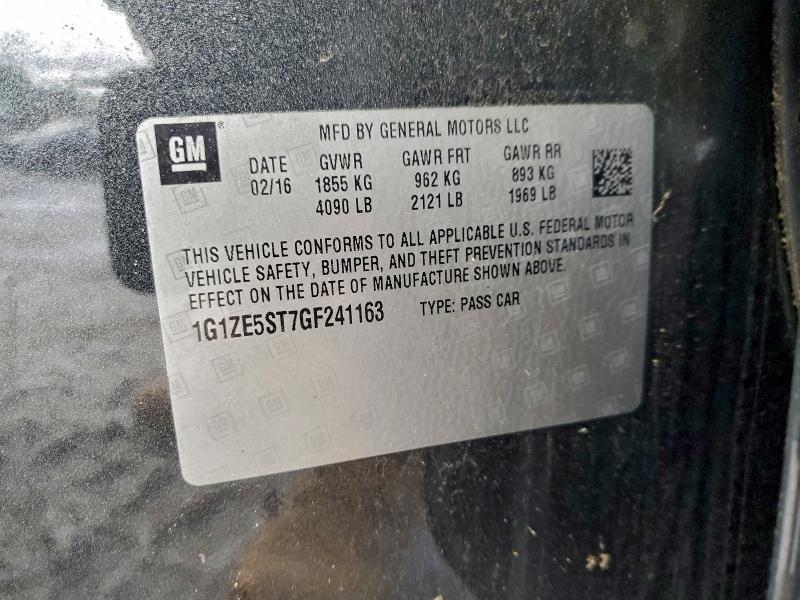 GM
MFD BY GENERAL MOTORS LLC
DATE GVWR GAWR FRT GAWR RR
02/16 1855 KG 962 KG 893 KG
4090 LB 2121 LB 1969 LB
THIS VEHICLE CONFORMS TO ALL APPLICABLE U.S. FEDERAL MOTOR
VEHICLE SAFETY, BUMPER, AND THEFT PREVENTION STANDARDS IN
EFFECT ON THE DATE OF MANUFACTURE SHOWN ABOVE.
1G1ZE5ST7GF241163 TYPE: PASS CAR